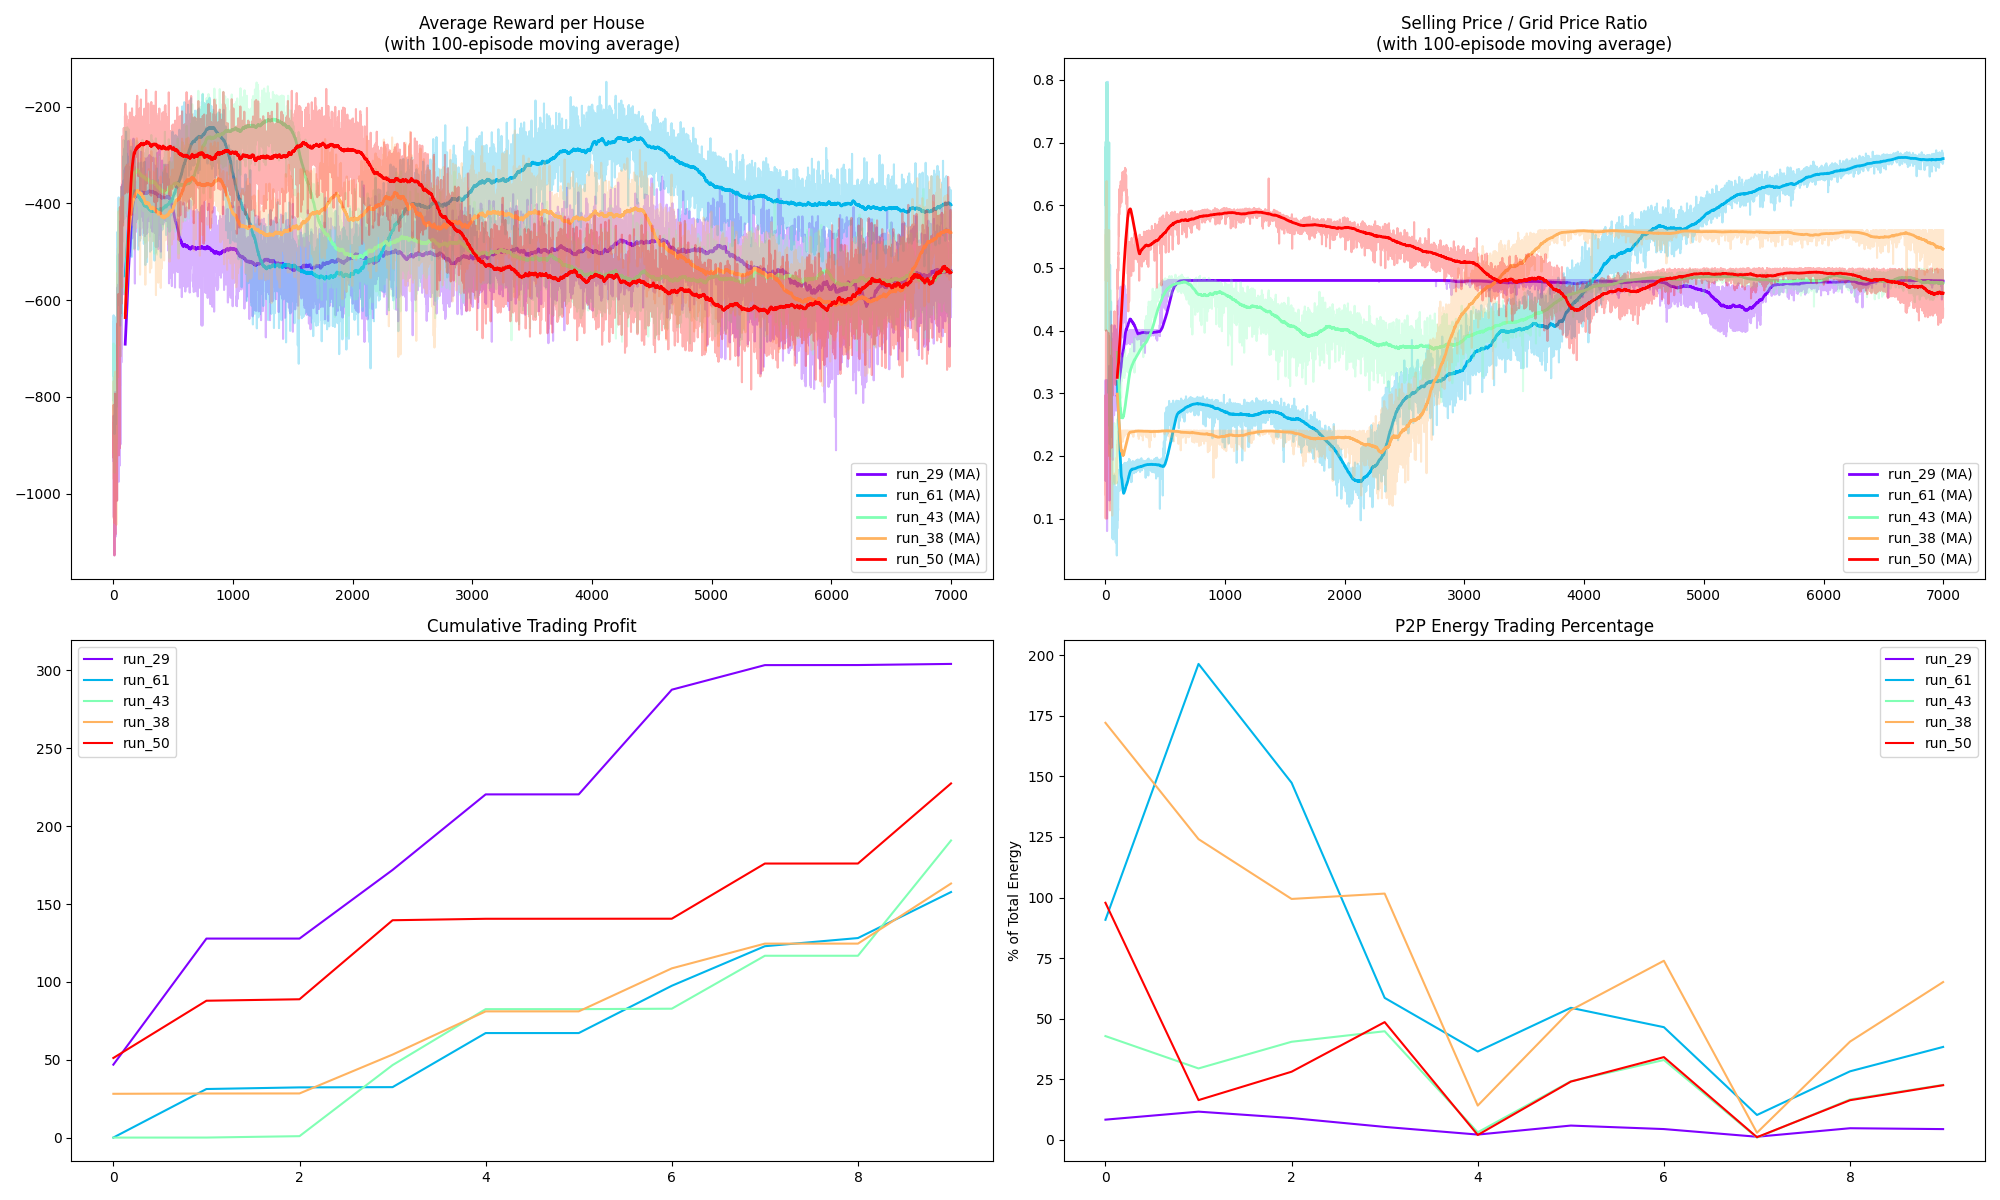 Average Reward per House
(with 100-episode moving average)
−200
−400
−600
−800
−1000
0
1000
2000
3000
4000
5000
6000
7000
run_29 (MA)
run_61 (MA)
run_43 (MA)
run_38 (MA)
run_50 (MA)
Selling Price / Grid Price Ratio
(with 100-episode moving average)
0.8
0.7
0.6
0.5
0.4
0.3
0.2
0.1
0
1000
2000
3000
4000
5000
6000
7000
run_29 (MA)
run_61 (MA)
run_43 (MA)
run_38 (MA)
run_50 (MA)
Cumulative Trading Profit
300
250
200
150
100
50
0
0
2
4
6
8
run_29
run_61
run_43
run_38
run_50
P2P Energy Trading Percentage
% of Total Energy
200
175
150
125
100
75
50
25
0
0
2
4
6
8
run_29
run_61
run_43
run_38
run_50